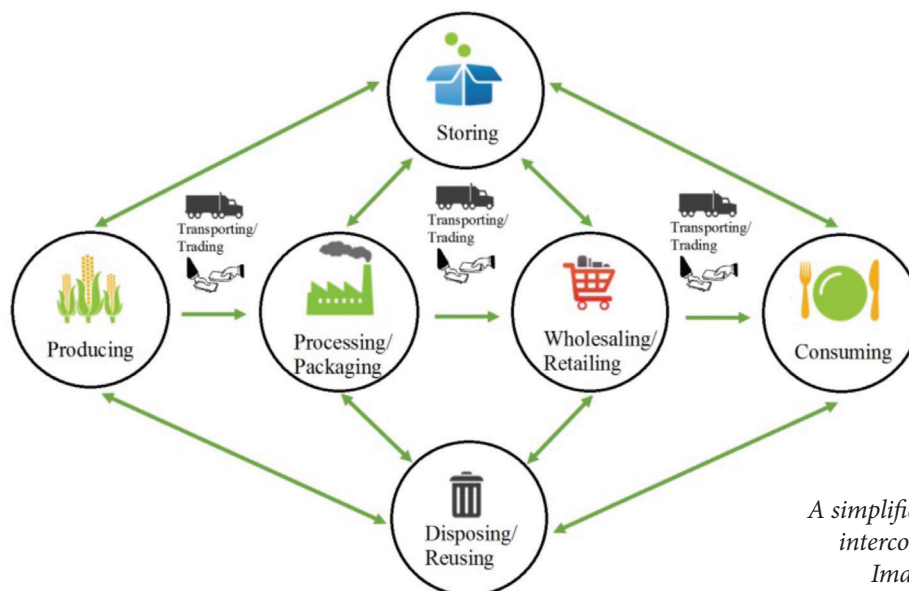 Storing
Transporting/
Trading
Transporting/
Trading
Transporting/
Trading
Producing
Processing/
Packaging
Wholesaling/
Retailing
Consuming
Disposing/
Reusing
A simplifi
interco
Ima